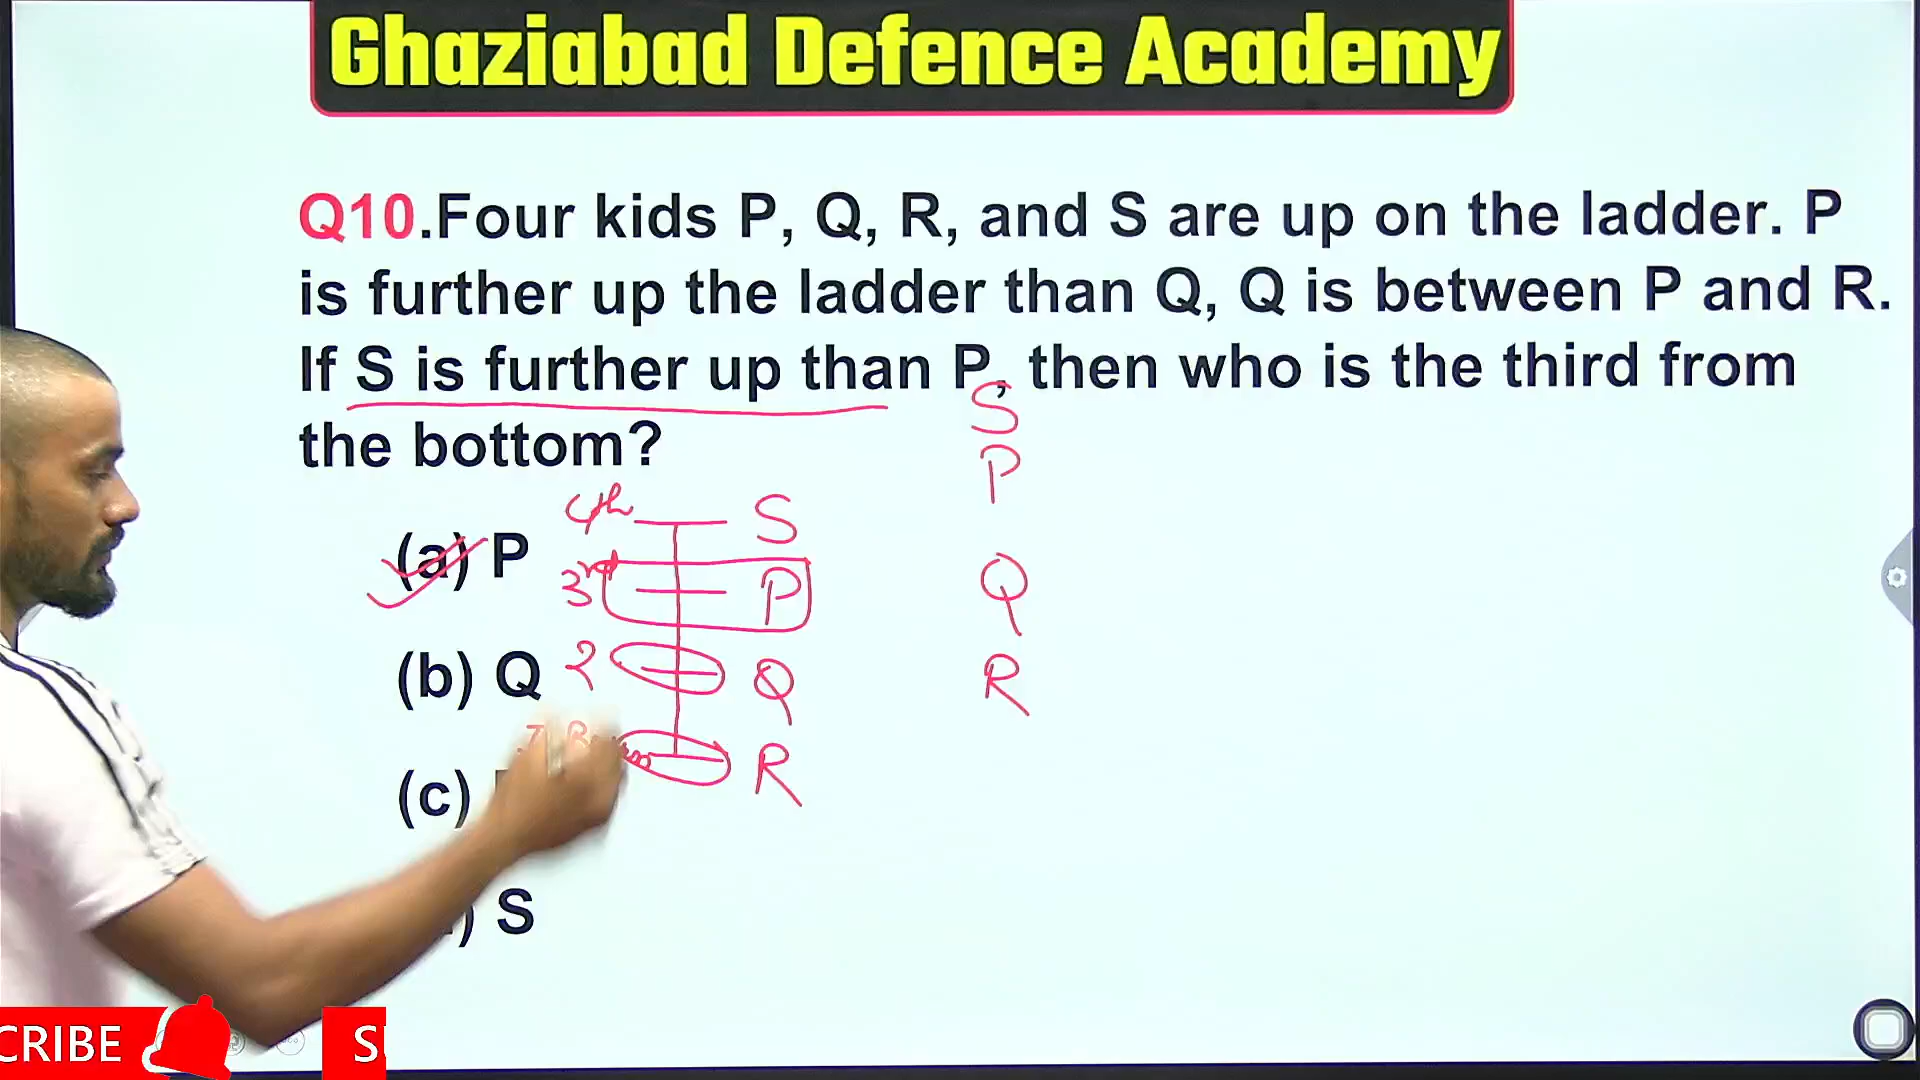 Ghaziabad Defence Academy
Q10.Four kids P, Q, R, and S are up on the ladder. P
is further up the ladder than Q, Q is between P and R.
If S is further up than P, then who is the third from
the bottom?
S
P
Q
R
4th S
(a) P
3rd P
(b) Q
2 Q
(c)
R
) S
CRIBE
S